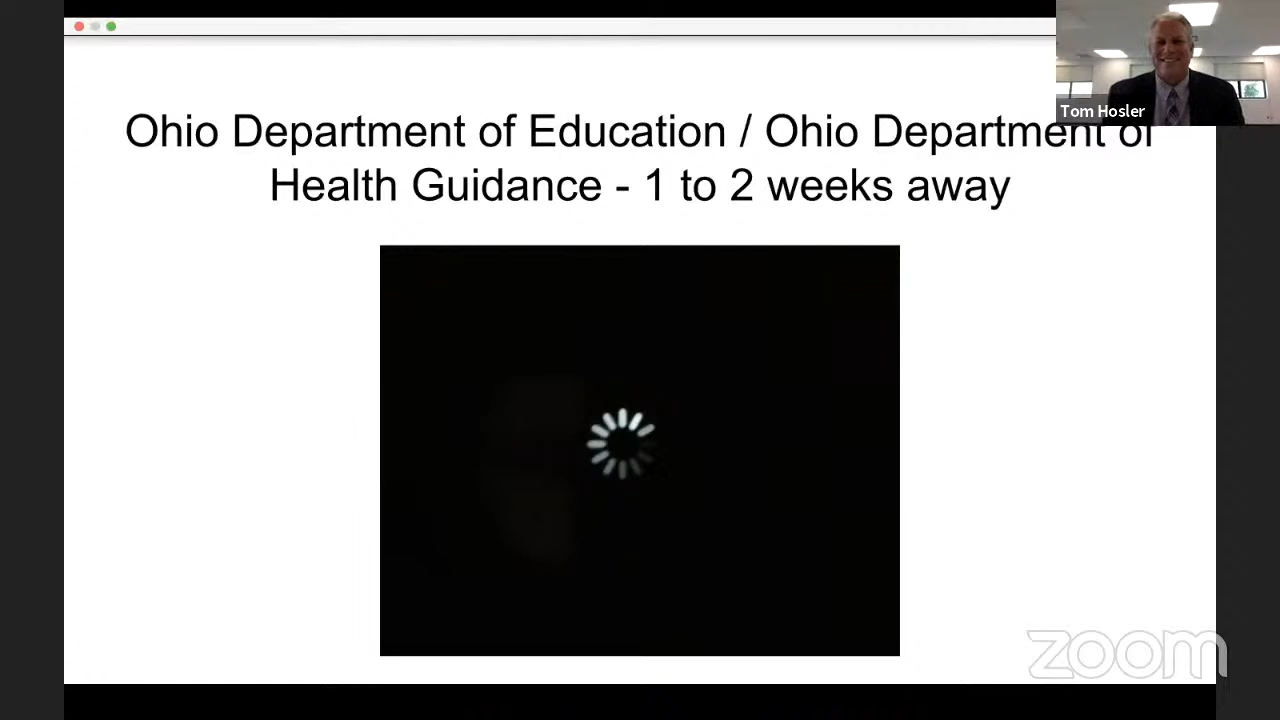 Tom Hosler
Ohio Department of Education / Ohio Department of
Health Guidance - 1 to 2 weeks away
zoom